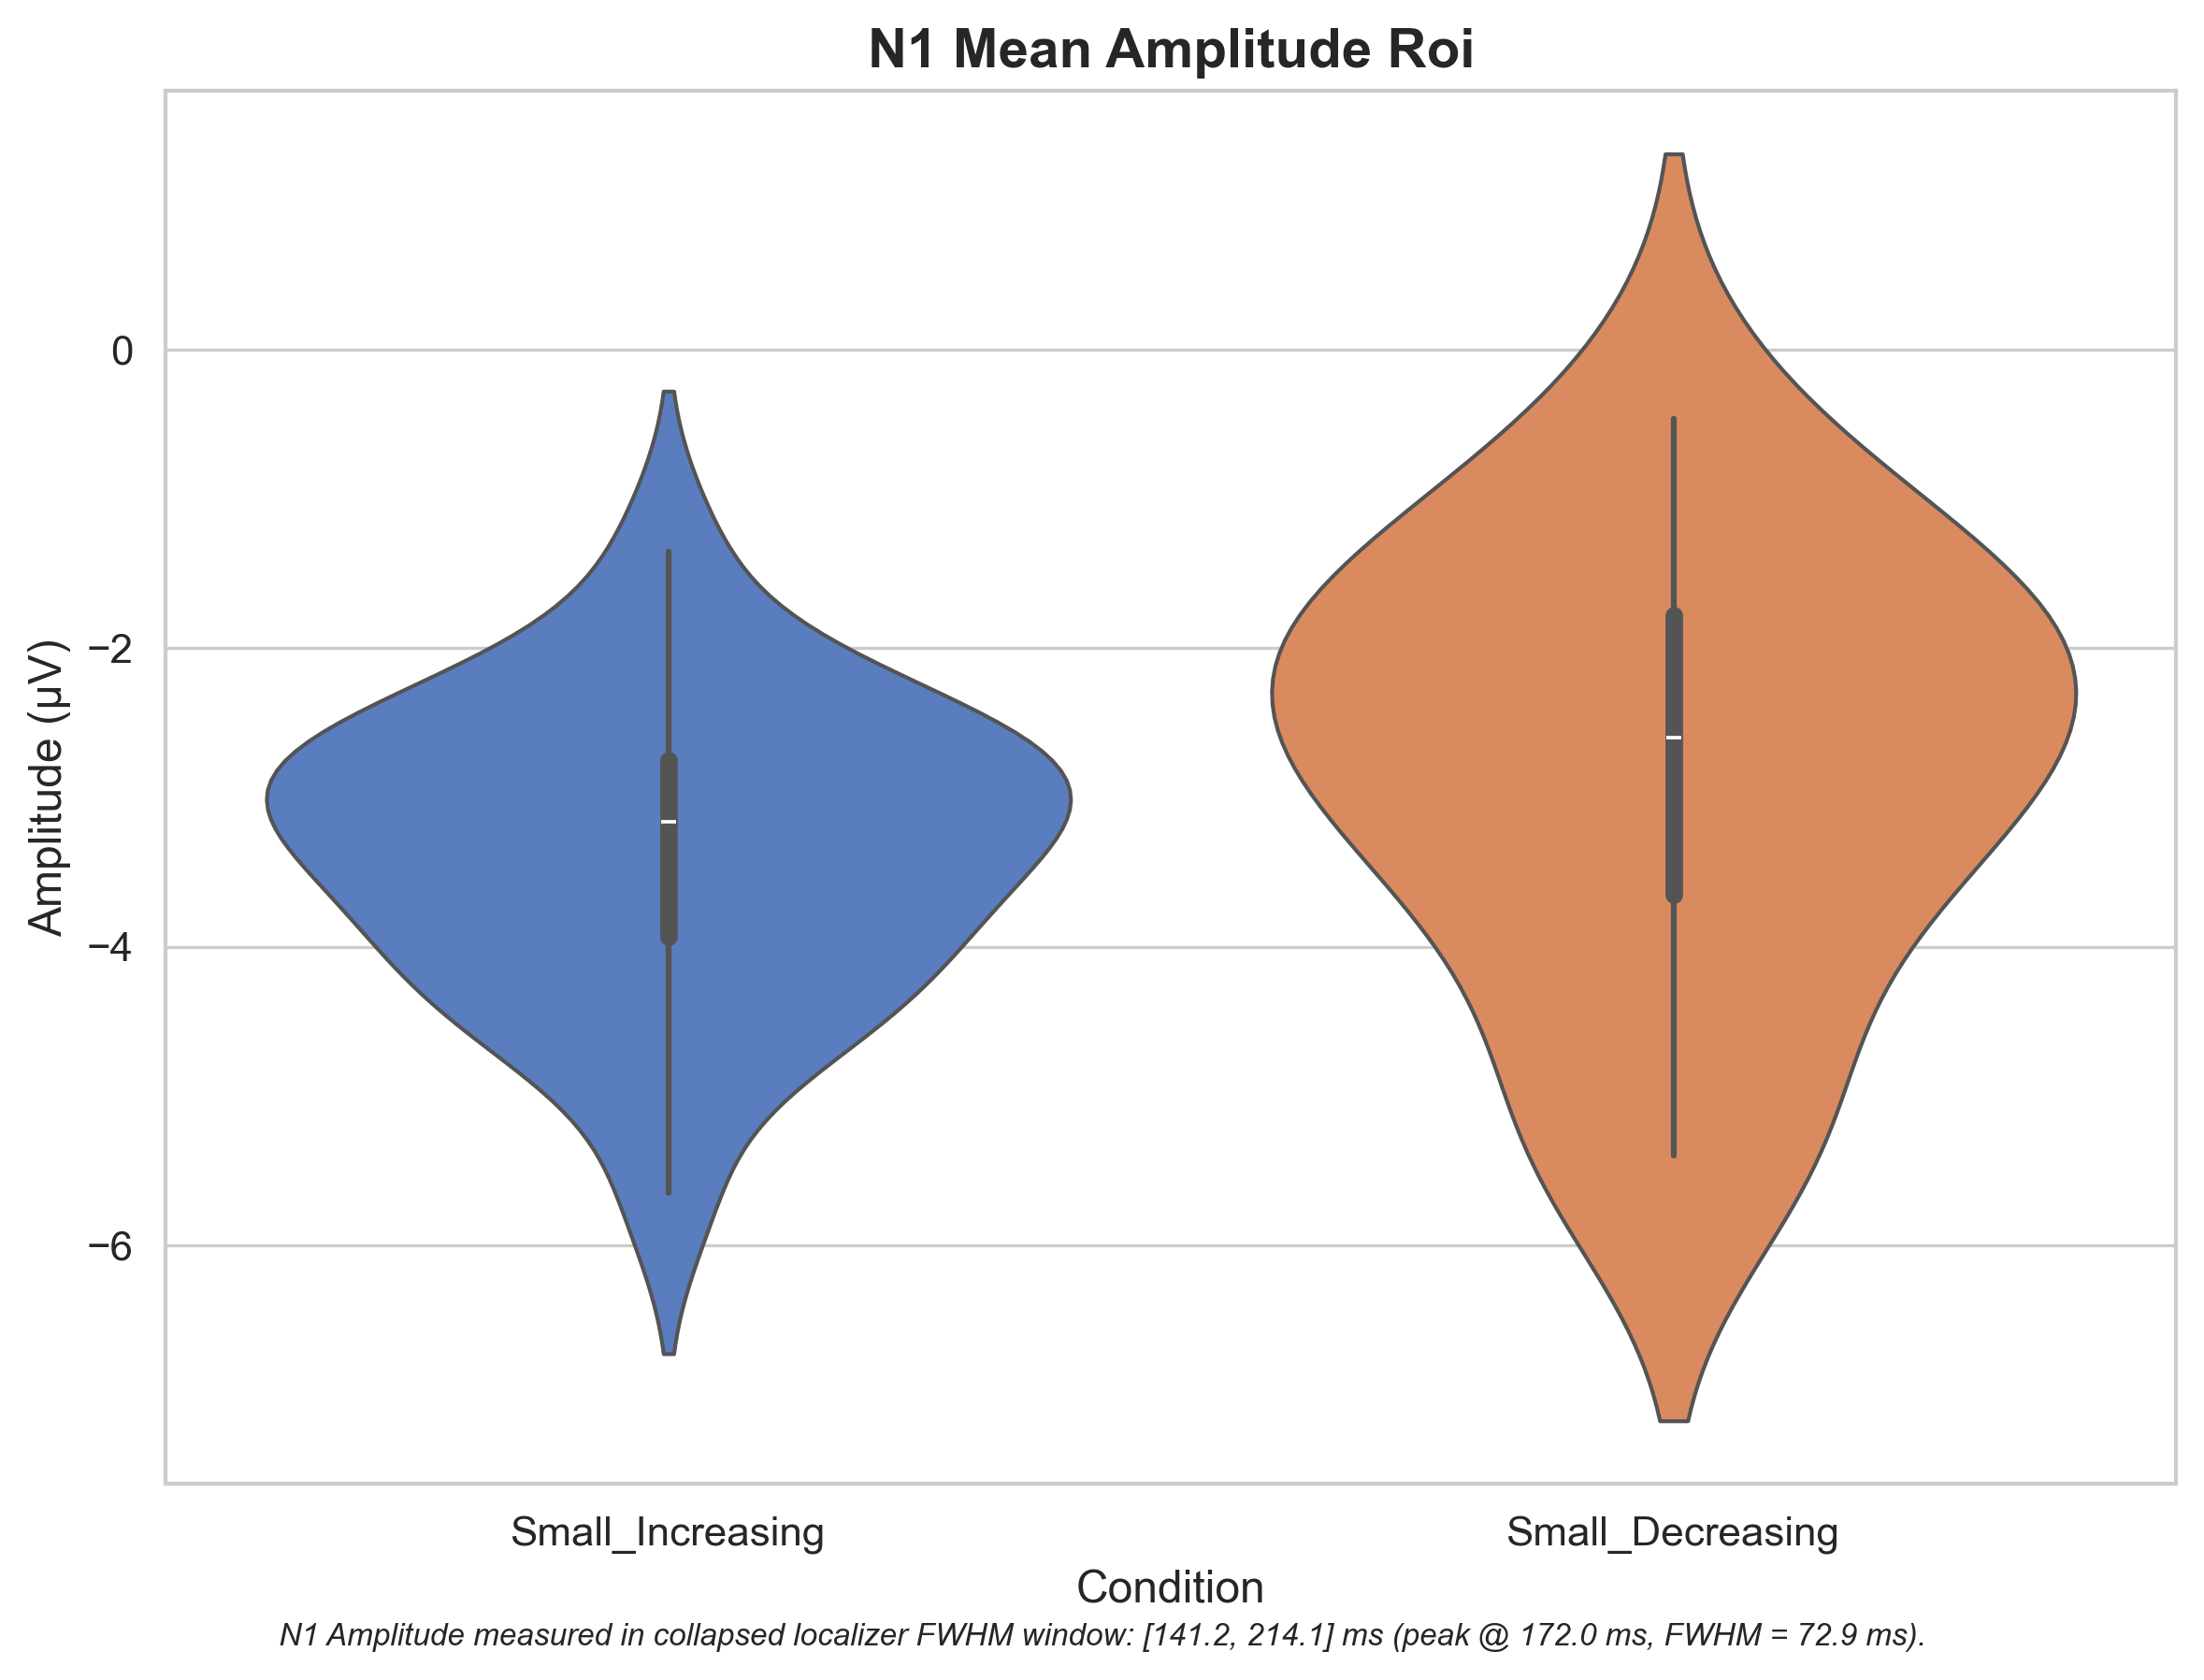 N1 Mean Amplitude Roi
Amplitude (µV)
0
−2
−4
−6
Small_Increasing
Small_Decreasing
Condition
N1 Amplitude measured in collapsed localizer FWHM window: [141.2, 214.1] ms (peak @ 172.0 ms, FWHM = 72.9 ms).